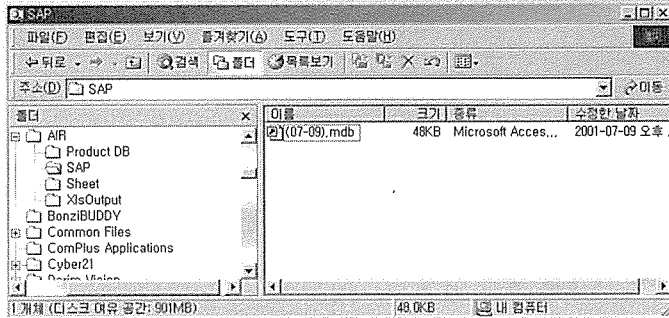 SAP
파일(F) 편집(E) 보기(V) 즐겨찾기(A) 도구(T) 도움말(H)
뒤로 검색 폴더 목록보기
주소(D) SAP 이동
폴더
AIR
Product DB
SAP
Sheet
XlsOutput
BonziBUDDY
Common Files
ComPlus Applications
Cyber21
이름 크기 종류 수정한 날짜
(07-09).mdb 48KB Microsoft Acces... 2001-07-09 오후
1 개체 (디스크 여유 공간: 901MB) 48.0KB 내 컴퓨터